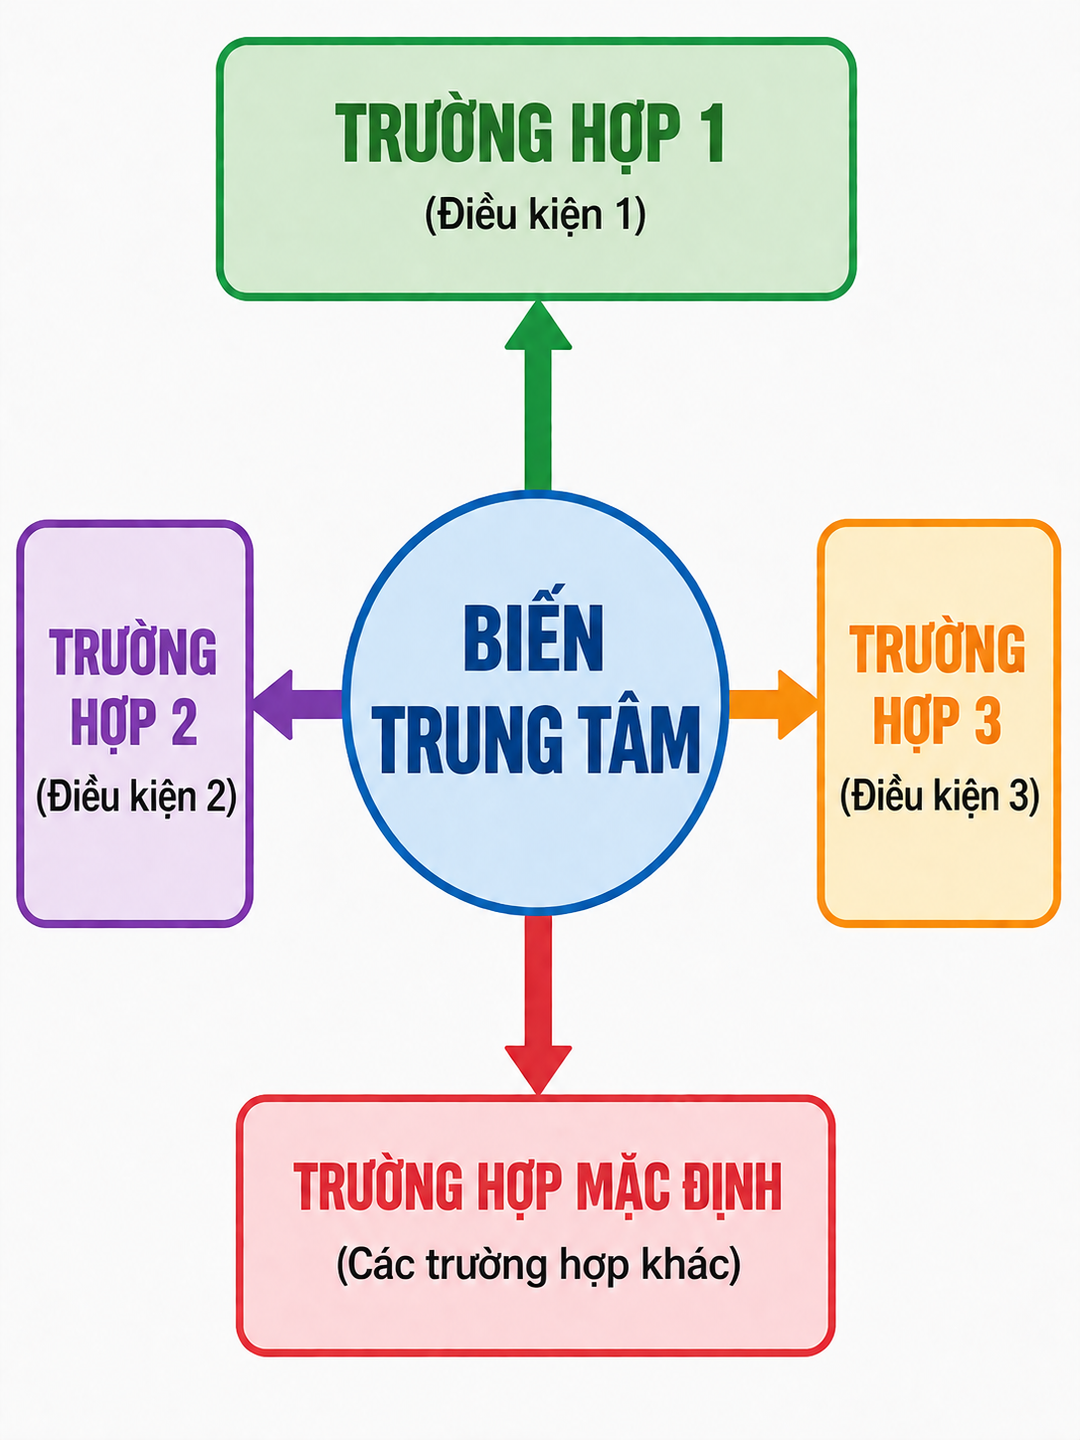 TRƯỜNG HỢP 1
(Điều kiện 1)
TRƯỜNG
HỢP 2
(Điều kiện 2)
BIẾN
TRUNG TÂM
TRƯỜNG
HỢP 3
(Điều kiện 3)
TRƯỜNG HỢP MẶC ĐỊNH
(Các trường hợp khác)